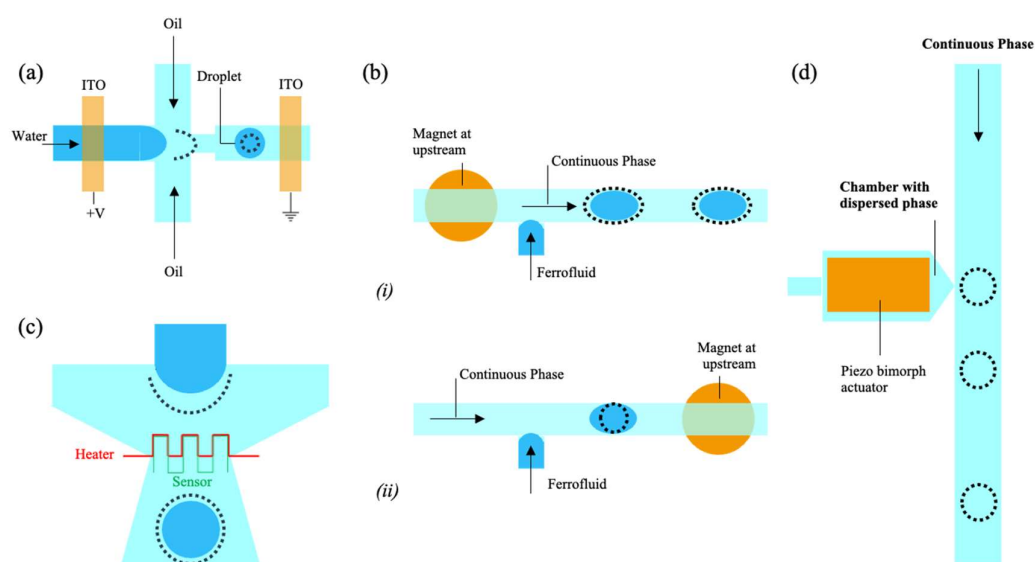 (a)
Oil
ITO
Droplet
ITO
Water
+V
Oil
(b)
Magnet at
upstream
Continuous Phase
Ferrofluid
(i)
Continuous Phase
Magnet at
upstream
Ferrofluid
(ii)
(c)
Heater
Sensor
(d)
Continuous Phase
Chamber with
dispersed phase
Piezo bimorph
actuator